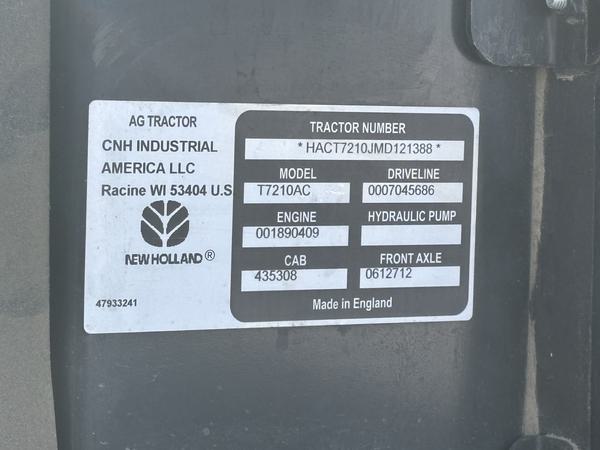 AG TRACTOR
CNH INDUSTRIAL
AMERICA LLC
Racine WI 53404 U.S
NEW HOLLAND ®
47933241
TRACTOR NUMBER
* HACT7210JMD121388 *
MODEL DRIVELINE
T7210AC 0007045686
ENGINE HYDRAULIC PUMP
001890409
CAB FRONT AXLE
435308 0612712
Made in England